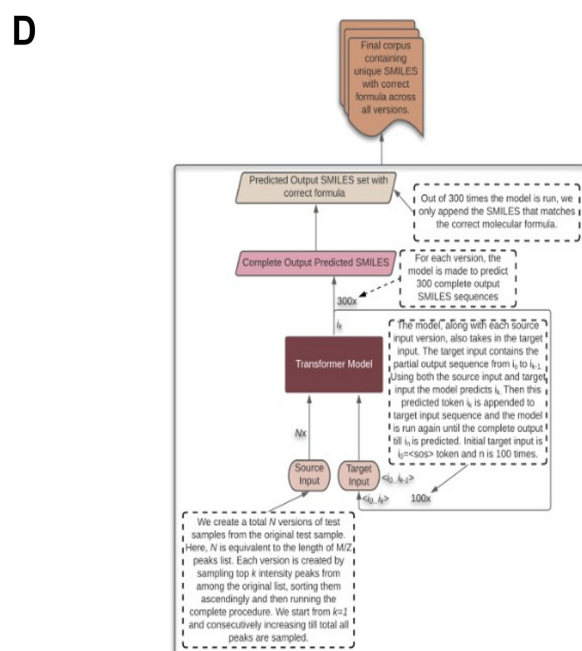 D
Final corpus
containing
unique SMILES
with correct
formula across
all versions.
Predicted Output SMILES set with
correct formula
Out of 300 times the model is run, we
only append the SMILES that matches
the correct molecular formula.
Complete Output Predicted SMILES
For each version, the
model is made to predict
300 complete output
SMILES sequences
300x
iₖ
The model, along with each source
input version, also takes in the target
input. The target input contains the
partial output sequence from i₀ to iₖ₋₁.
Using both the source input and target
input the model predicts iₖ. Then this
predicted token iₖ is appended to
target input sequence and the model
is run again until the complete output
till iₙ is predicted. Initial target input is
i₀=<sos> token and n is 100 times.
Transformer Model
Nx
Source
Input
Target
Input
<i₀..iₖ₋₁>
<i₀..iₖ>
100x
We create a total N versions of test
samples from the original test sample.
Here, N is equivalent to the length of M/Z
peaks list. Each version is created by
sampling top k intensity peaks from
among the original list, sorting them
ascendingly and then running the
complete procedure. We start from k=1
and consecutively increasing till total all
peaks are sampled.